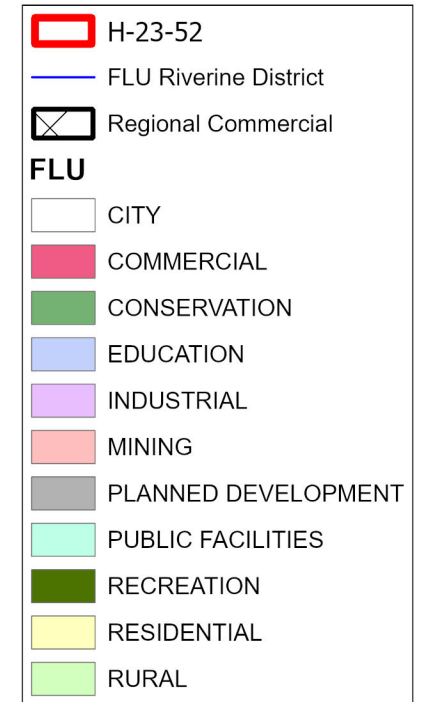 H-23-52
FLU Riverine District
Regional Commercial
FLU
CITY
COMMERCIAL
CONSERVATION
EDUCATION
INDUSTRIAL
MINING
PLANNED DEVELOPMENT
PUBLIC FACILITIES
RECREATION
RESIDENTIAL
RURAL